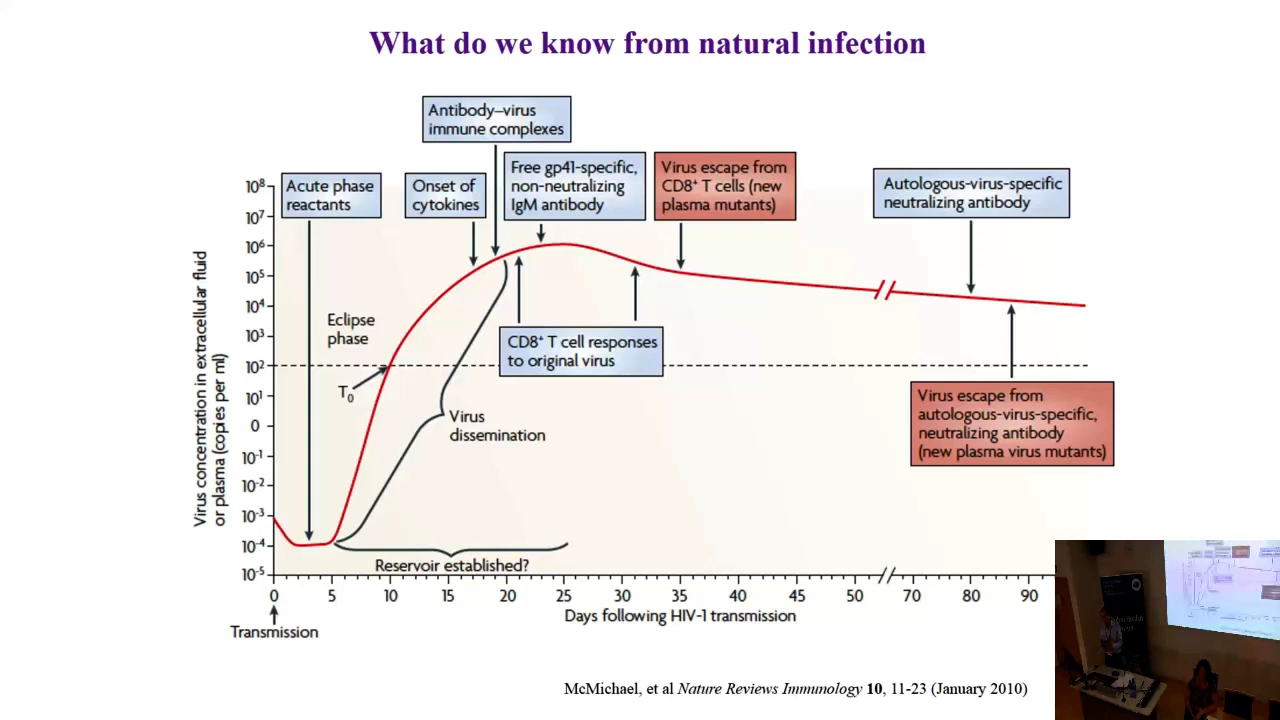 What do we know from natural infection
Antibody–virus
immune complexes
Acute phase
reactants
Onset of
cytokines
Free gp41-specific,
non-neutralizing
IgM antibody
Virus escape from
CD8⁺ T cells (new
plasma mutants)
Autologous-virus-specific
neutralizing antibody
Virus concentration in extracellular fluid
or plasma (copies per ml)
10⁸
10⁷
10⁶
10⁵
10⁴
10³
10²
10¹
0
10⁻¹
10⁻²
10⁻³
10⁻⁴
10⁻⁵
Eclipse
phase
T₀
CD8⁺ T cell responses
to original virus
Virus
dissemination
Virus escape from
autologous-virus-specific,
neutralizing antibody
(new plasma virus mutants)
Reservoir established?
0 5 10 15 20 25 30 35 40 45 50 70 80 90
Days following HIV-1 transmission
Transmission
McMichael, et al Nature Reviews Immunology 10, 11-23 (January 2010)